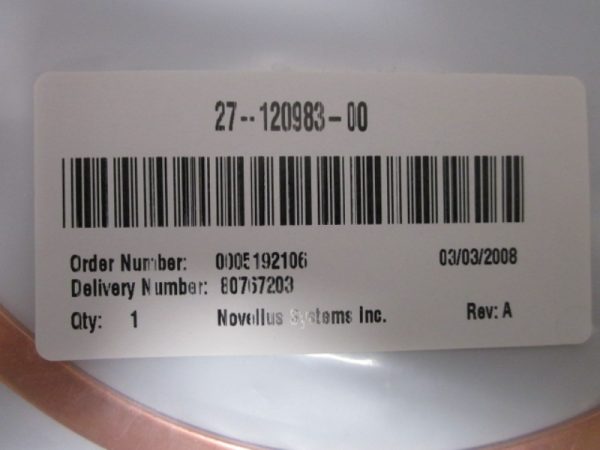 27--120983-00
Order Number: 0005192106 03/03/2008
Delivery Number: 80767203
Qty: 1 Novellus Systems Inc. Rev: A